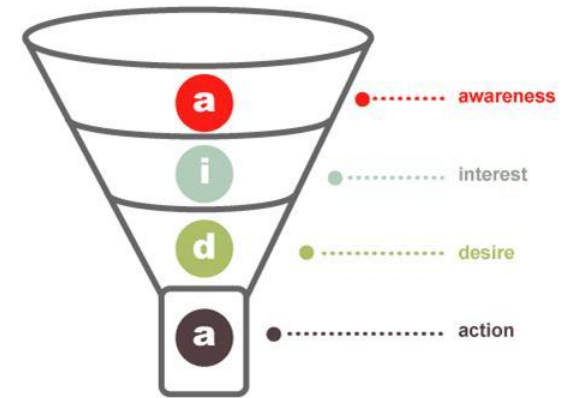 a awareness
i interest
d desire
a action